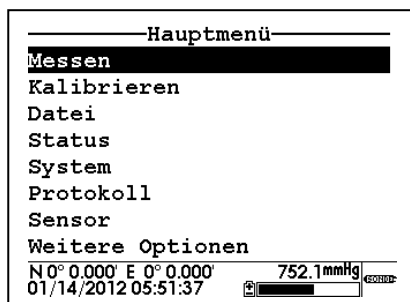 Hauptmenü
Messen
Kalibrieren
Datei
Status
System
Protokoll
Sensor
Weitere Optionen
N 0° 0.000' E 0° 0.000' 752.1mmHg
01/14/2012 05:51:37